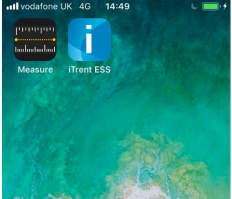 vodafone UK 4G 14:49
i
Measure iTrent ESS